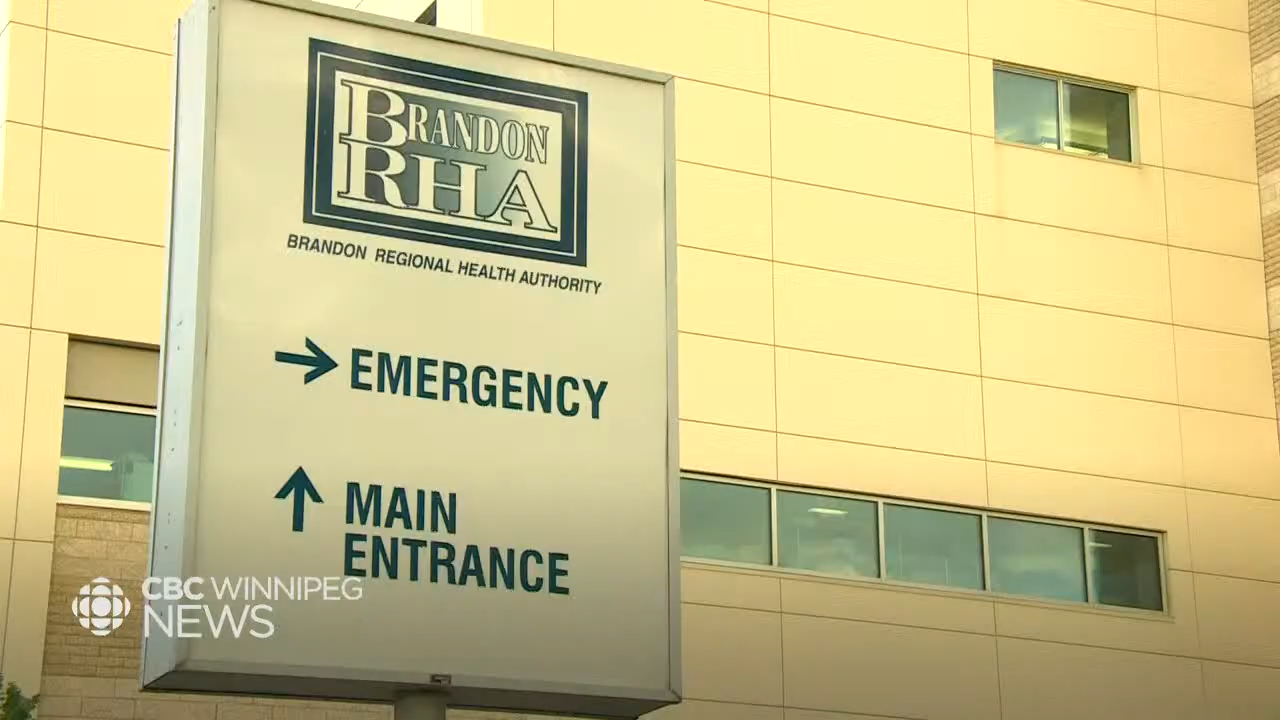 BRANDON
RHA
BRANDON REGIONAL HEALTH AUTHORITY
EMERGENCY
MAIN
ENTRANCE
CBC WINNIPEG
NEWS